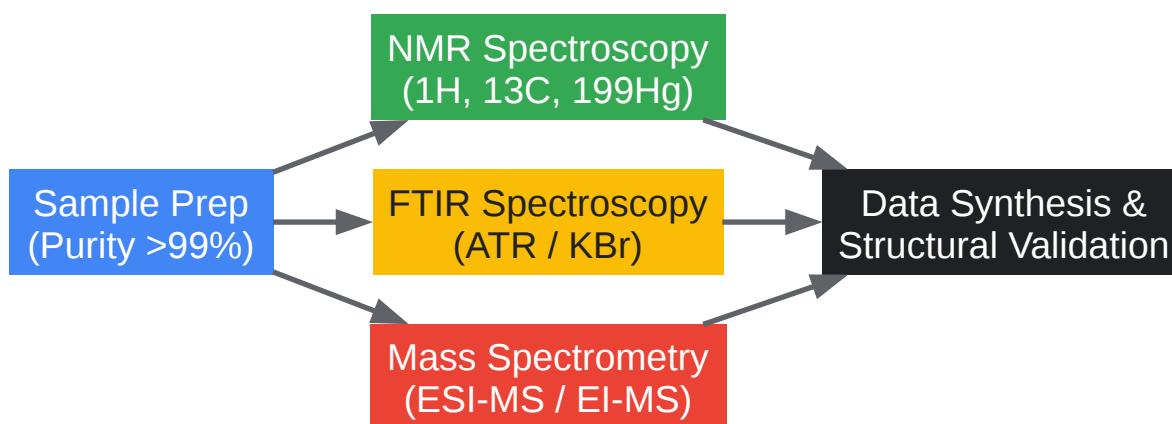 NMR Spectroscopy
(1H, 13C, 199Hg)
Sample Prep
(Purity >99%)
FTIR Spectroscopy
(ATR / KBr)
Data Synthesis &
Structural Validation
Mass Spectrometry
(ESI-MS / EI-MS)